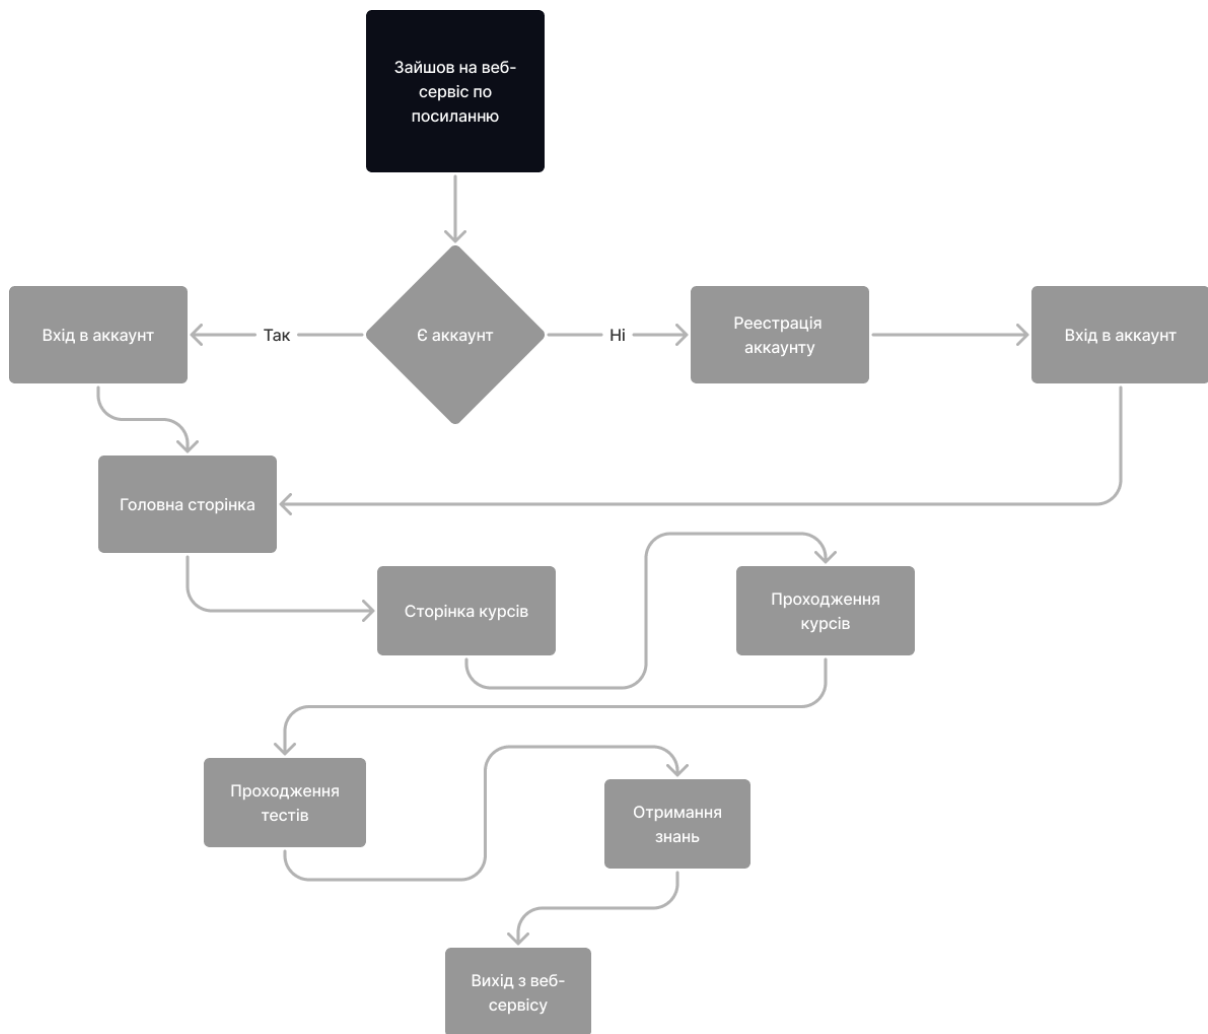 Зайшов на веб-
сервіс по
посиланню
Вхід в аккаунт
Так
Є аккаунт
Ні
Реестрація
аккаунту
Вхід в аккаунт
Головна сторінка
Сторінка курсів
Проходження
курсів
Проходження
тестів
Отримання
знань
Вихід з веб-
сервісу